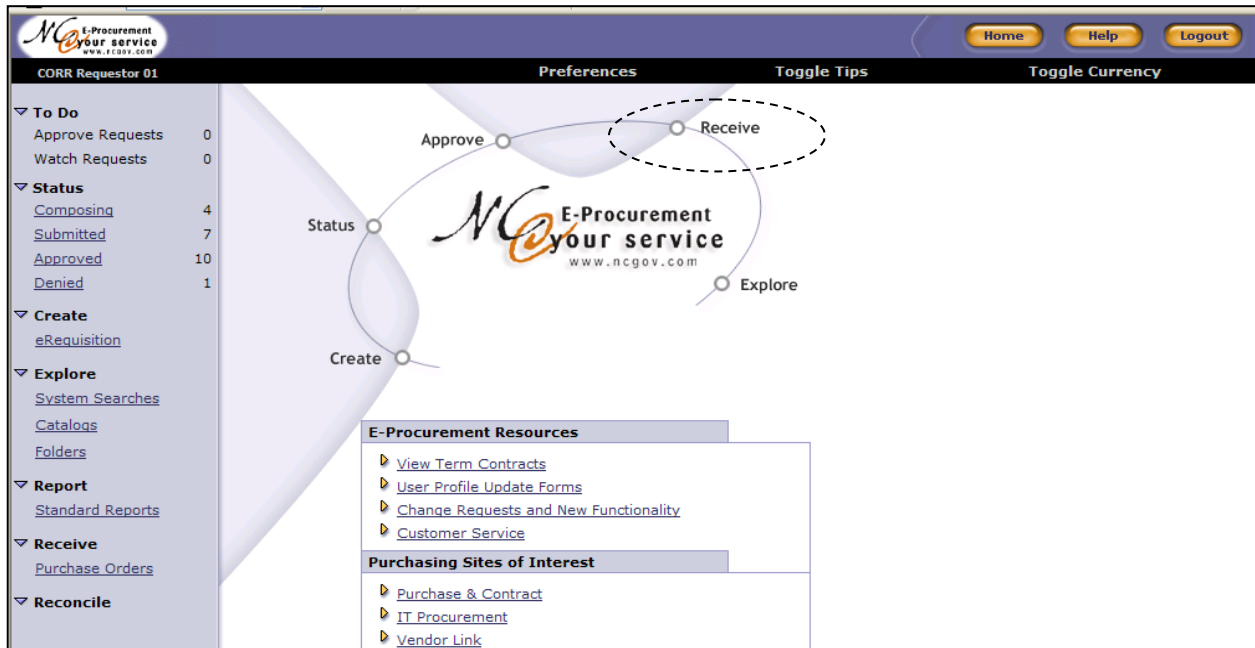 NC E-Procurement
@your service
www.ncgov.com
Home Help Logout
CORR Requestor 01 Preferences Toggle Tips Toggle Currency
To Do
Approve Requests 0
Watch Requests 0
Status
Composing 4
Submitted 7
Approved 10
Denied 1
Create
eRequisition
Explore
System Searches
Catalogs
Folders
Report
Standard Reports
Receive
Purchase Orders
Reconcile
Approve
Receive
Status
NC E-Procurement
@your service
www.ncgov.com
Explore
Create
E-Procurement Resources
View Term Contracts
User Profile Update Forms
Change Requests and New Functionality
Customer Service
Purchasing Sites of Interest
Purchase & Contract
IT Procurement
Vendor Link